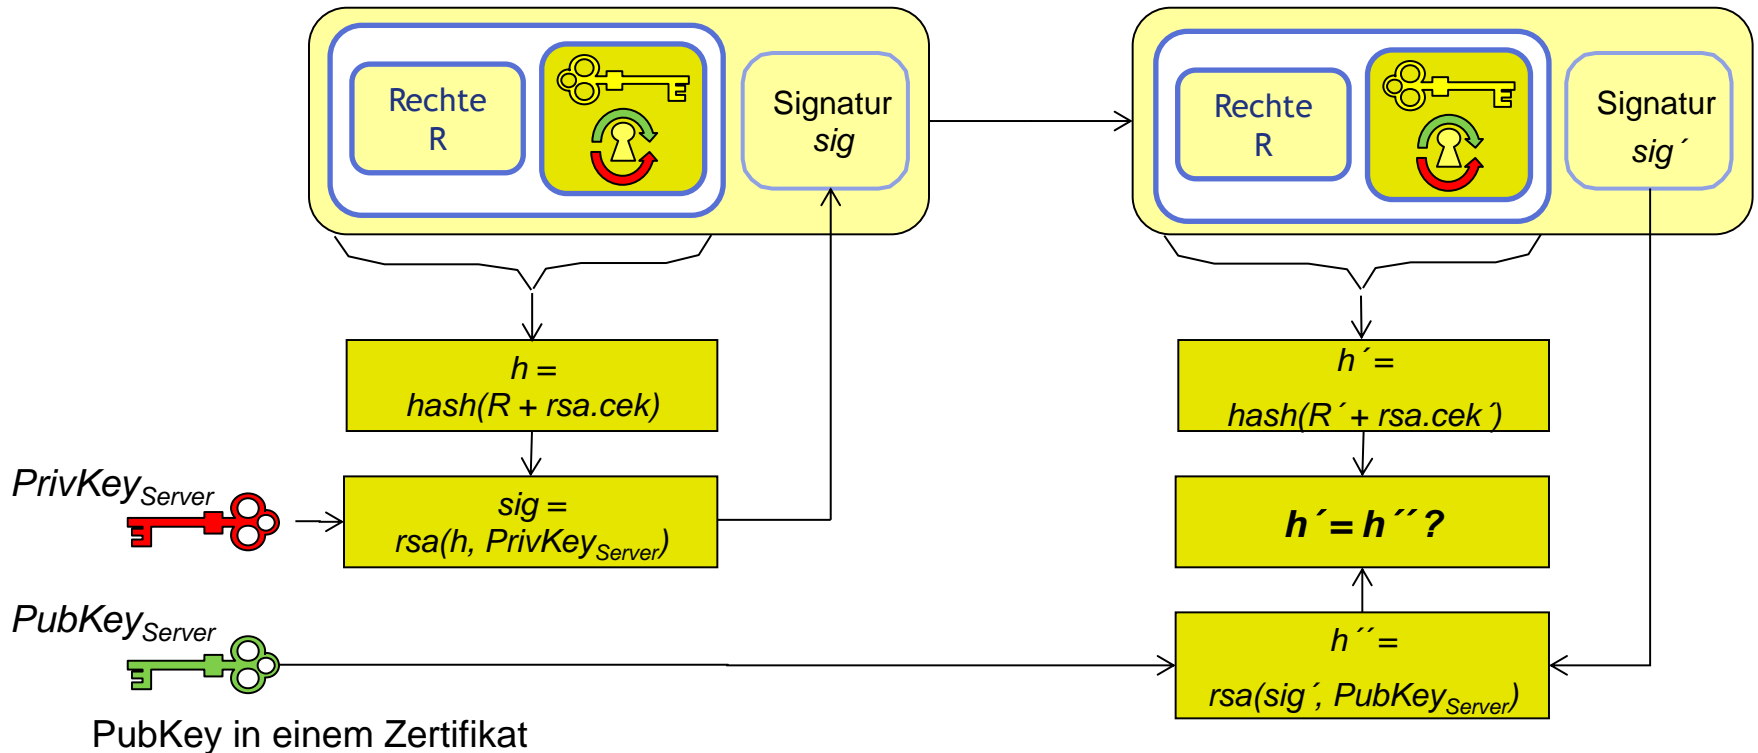 Rechte
R
Signatur
sig
Rechte
R
Signatur
sig´
h =
hash(R + rsa.cek)
h´=
hash(R´ + rsa.cek´)
PrivKeyServer
sig =
rsa(h, PrivKeyServer)
h´= h´´?
PubKeyServer
h´´=
rsa(sig´, PubKeyServer)
PubKey in einem Zertifikat